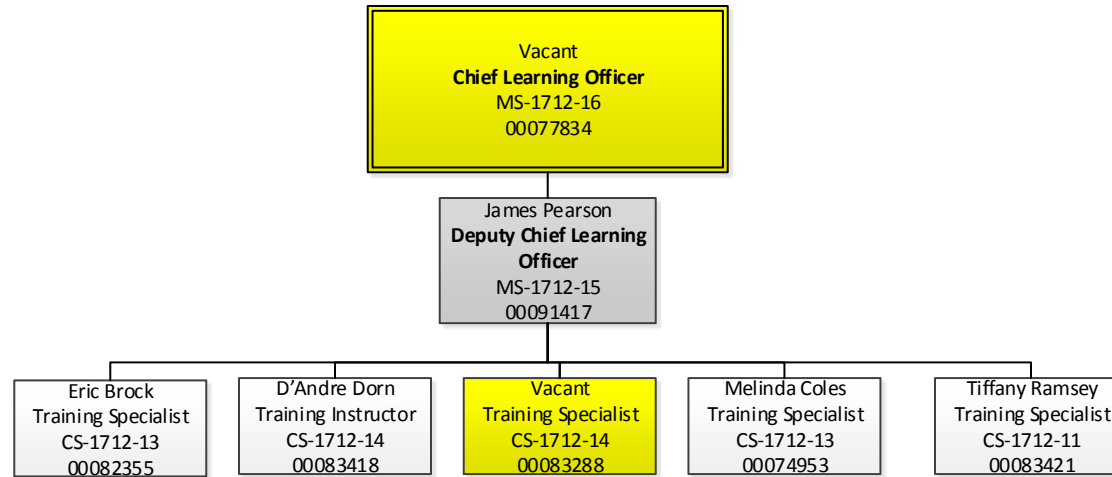 Vacant
Chief Learning Officer
MS-1712-16
00077834
James Pearson
Deputy Chief Learning
Officer
MS-1712-15
00091417
Eric Brock
Training Specialist
CS-1712-13
00082355
D’Andre Dorn
Training Instructor
CS-1712-14
00083418
Vacant
Training Specialist
CS-1712-14
00083288
Melinda Coles
Training Specialist
CS-1712-13
00074953
Tiffany Ramsey
Training Specialist
CS-1712-11
00083421